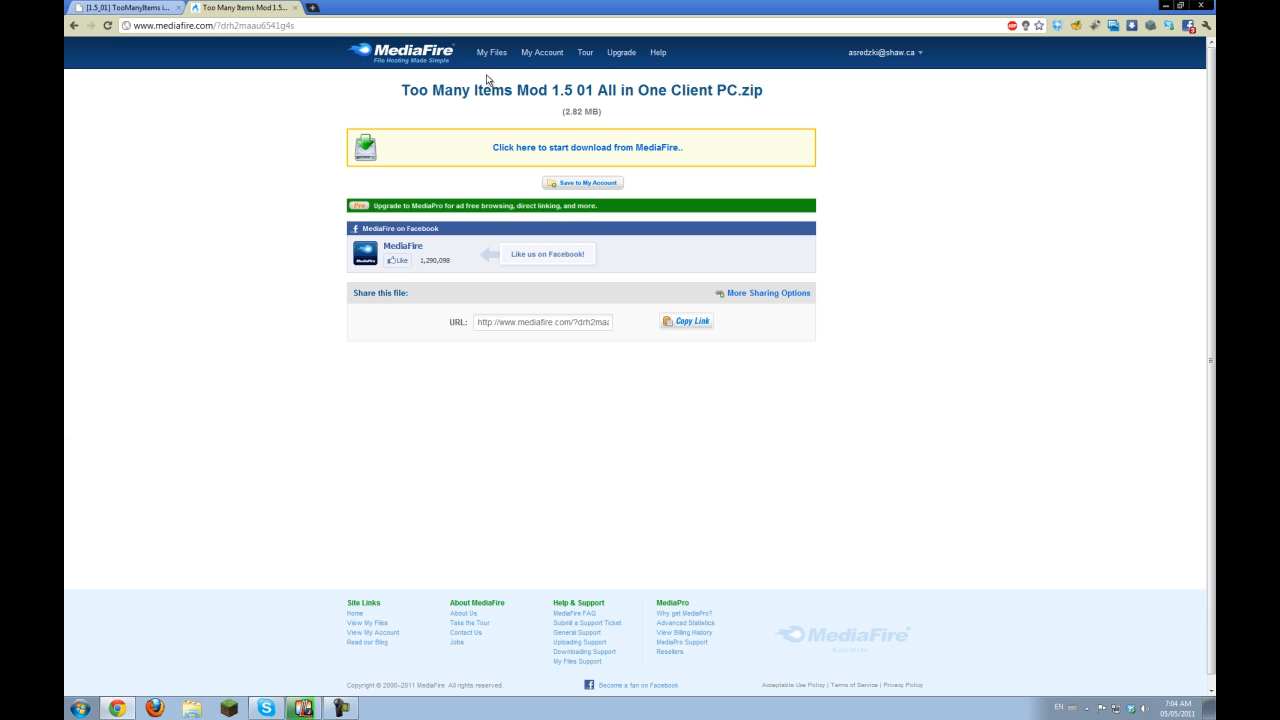 [1.5_01] TooManyItems i...
Too Many Items Mod 1.5...
www.mediafire.com/?drh2maau6541g4s
MediaFire
File Hosting Made Simple
My Files
My Account
Tour
Upgrade
Help
asredzki@shaw.ca
Too Many Items Mod 1.5 01 All in One Client PC.zip
(2.82 MB)
Click here to start download from MediaFire..
Save to My Account
Pro Upgrade to MediaPro for ad free browsing, direct linking, and more.
MediaFire on Facebook
MediaFire
Like 1,290,098
Like us on Facebook!
Share this file:
More Sharing Options
URL: http://www.mediafire.com/?drh2maa
Copy Link
Site Links
Home
View My Files
View My Account
Read our Blog
About MediaFire
About Us
Take the Tour
Contact Us
Jobs
Help & Support
MediaFire FAQ
Submit a Support Ticket
General Support
Uploading Support
Downloading Support
My Files Support
MediaPro
Why get MediaPro?
Advanced Statistics
View Billing History
MediaPro Support
Resellers
MediaFire
Copyright © 2006–2011 MediaFire. All rights reserved.
Become a fan on Facebook
Acceptable Use Policy | Terms of Service | Privacy Policy
EN
7:04 AM
05/05/2011